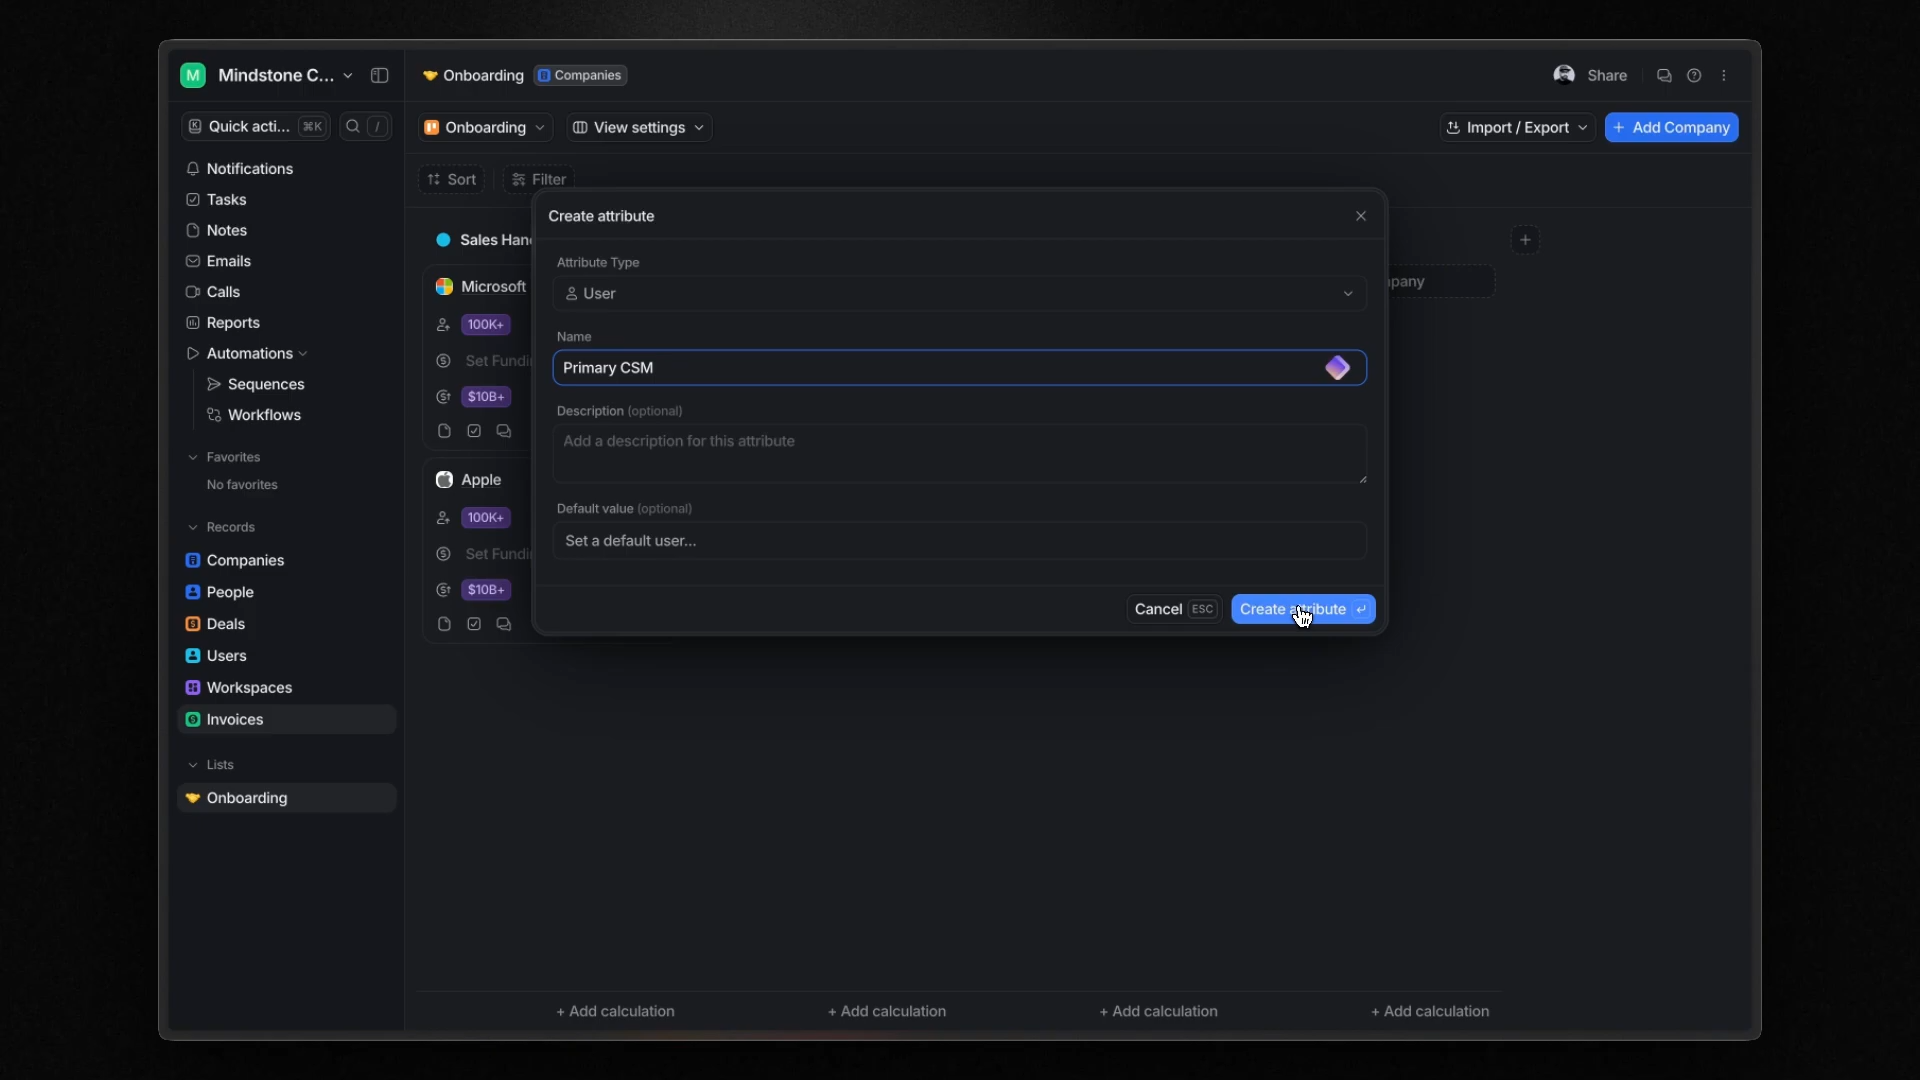 M Mindstone C...
Onboarding
Companies
Share
Quick acti... ⌘K
/
Onboarding
View settings
Import / Export
+ Add Company
Notifications
Tasks
Notes
Emails
Calls
Reports
Automations
Sequences
Workflows
Favorites
No favorites
Records
Companies
People
Deals
Users
Workspaces
Invoices
Lists
Onboarding
Sort
Filter
Sales Han
Microsoft
100K+
Set Fundi
$10B+
Apple
100K+
Set Fundi
$10B+
Create attribute
Attribute Type
User
Name
Primary CSM
Description (optional)
Add a description for this attribute
Default value (optional)
Set a default user...
Cancel ESC
Create attribute
pany
+ Add calculation
+ Add calculation
+ Add calculation
+ Add calculation